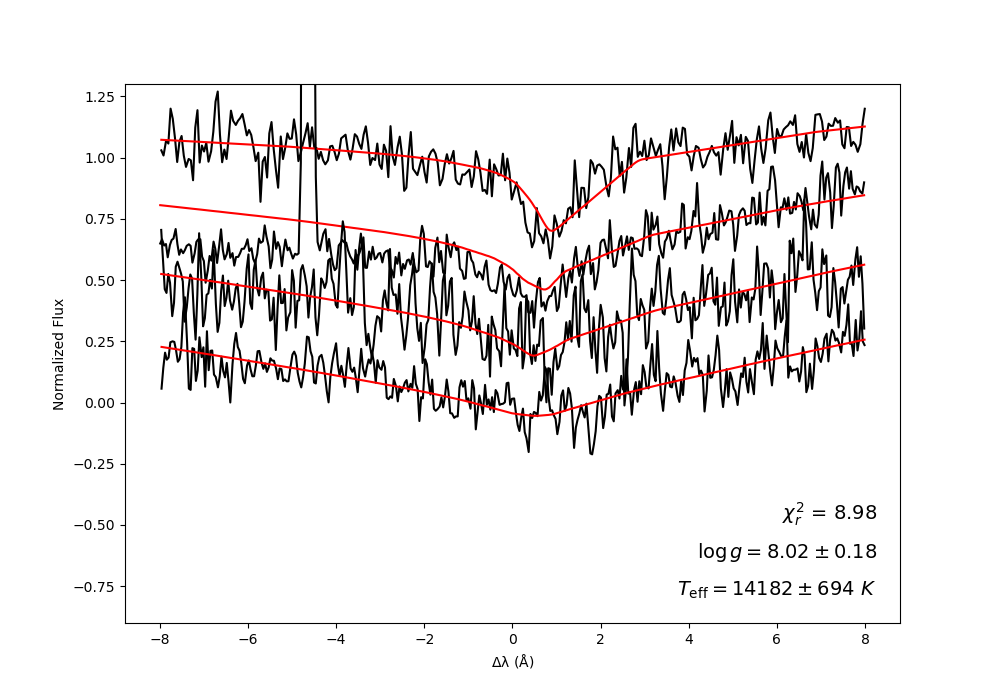 Normalized Flux
1.25
1.00
0.75
0.50
0.25
0.00
−0.25
−0.50
−0.75
χ²ᵣ = 8.98
log g = 8.02 ± 0.18
T_eff = 14182 ± 694 K
−8 −6 −4 −2 0 2 4 6 8
Δλ (Å)